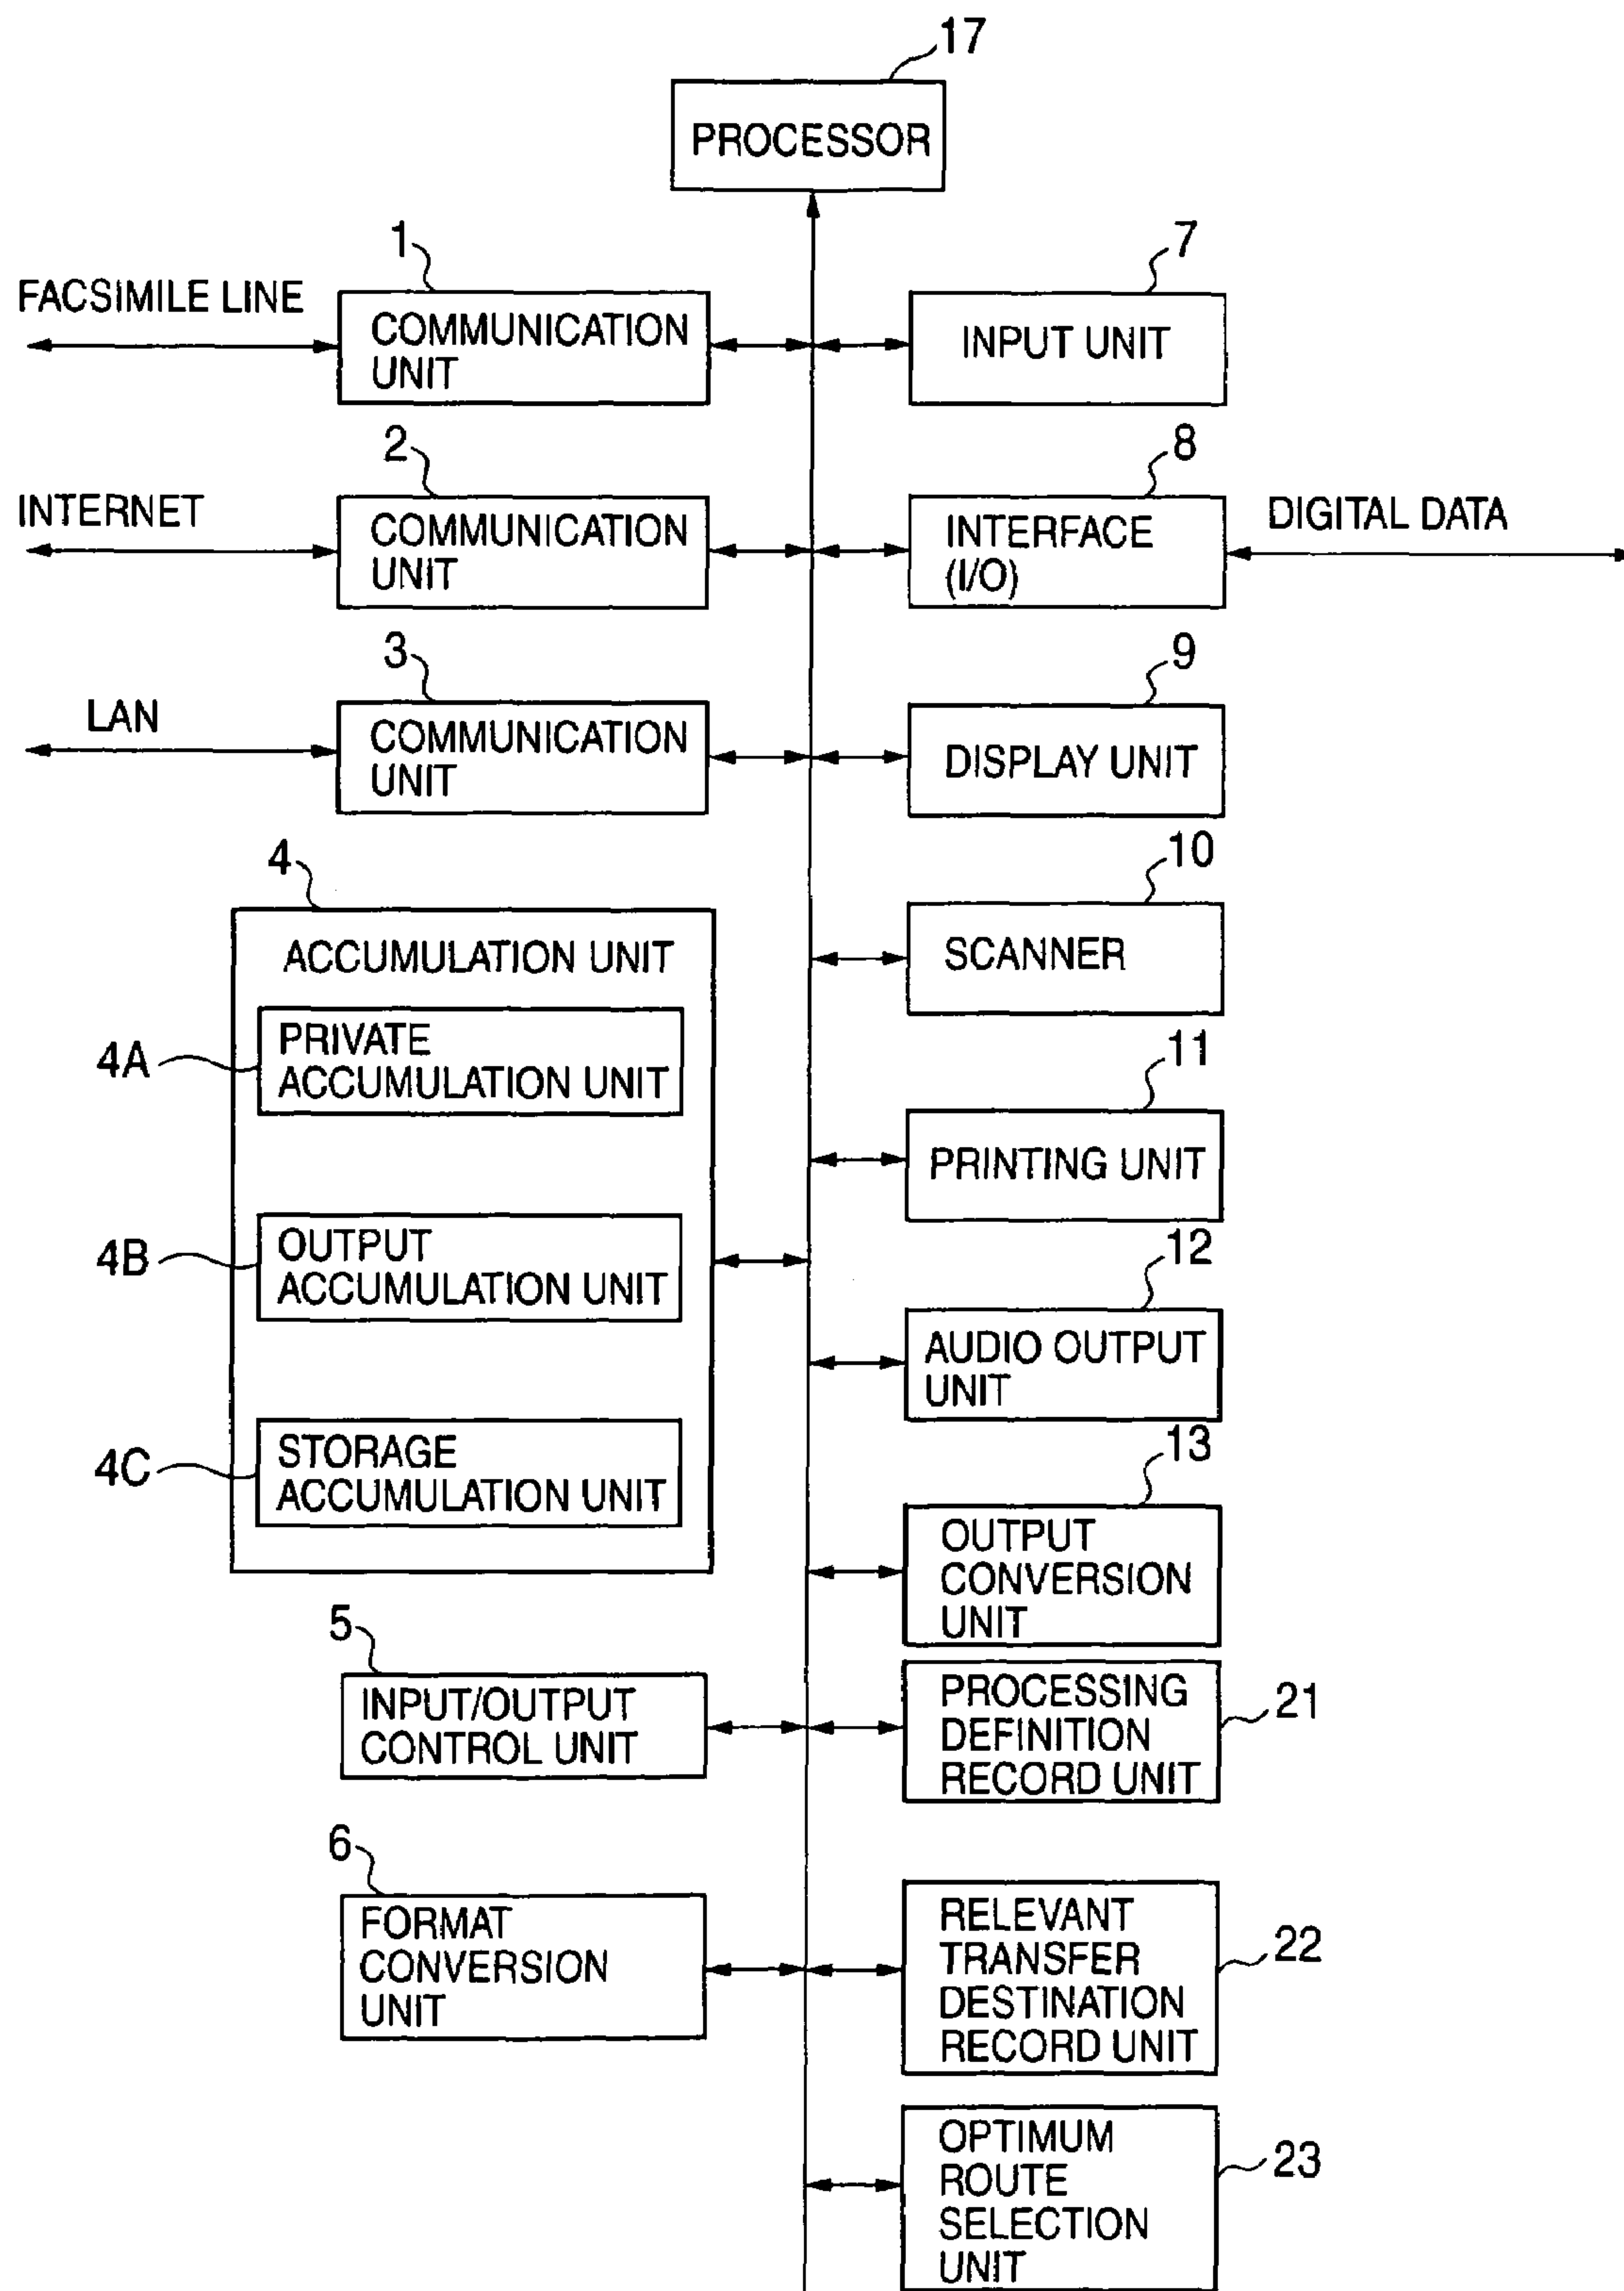 17
PROCESSOR
1
FACSIMILE LINE
COMMUNICATION
UNIT
7
INPUT UNIT
2
INTERNET
COMMUNICATION
UNIT
8
INTERFACE
(I/O)
DIGITAL DATA
3
LAN
COMMUNICATION
UNIT
9
DISPLAY UNIT
4
ACCUMULATION UNIT
4A
PRIVATE
ACCUMULATION UNIT
4B
OUTPUT
ACCUMULATION UNIT
4C
STORAGE
ACCUMULATION UNIT
10
SCANNER
11
PRINTING UNIT
12
AUDIO OUTPUT
UNIT
13
OUTPUT
CONVERSION
UNIT
5
INPUT/OUTPUT
CONTROL UNIT
PROCESSING
DEFINITION
RECORD UNIT
21
6
FORMAT
CONVERSION
UNIT
RELEVANT
TRANSFER
DESTINATION
RECORD UNIT
22
OPTIMUM
ROUTE
SELECTION
UNIT
23